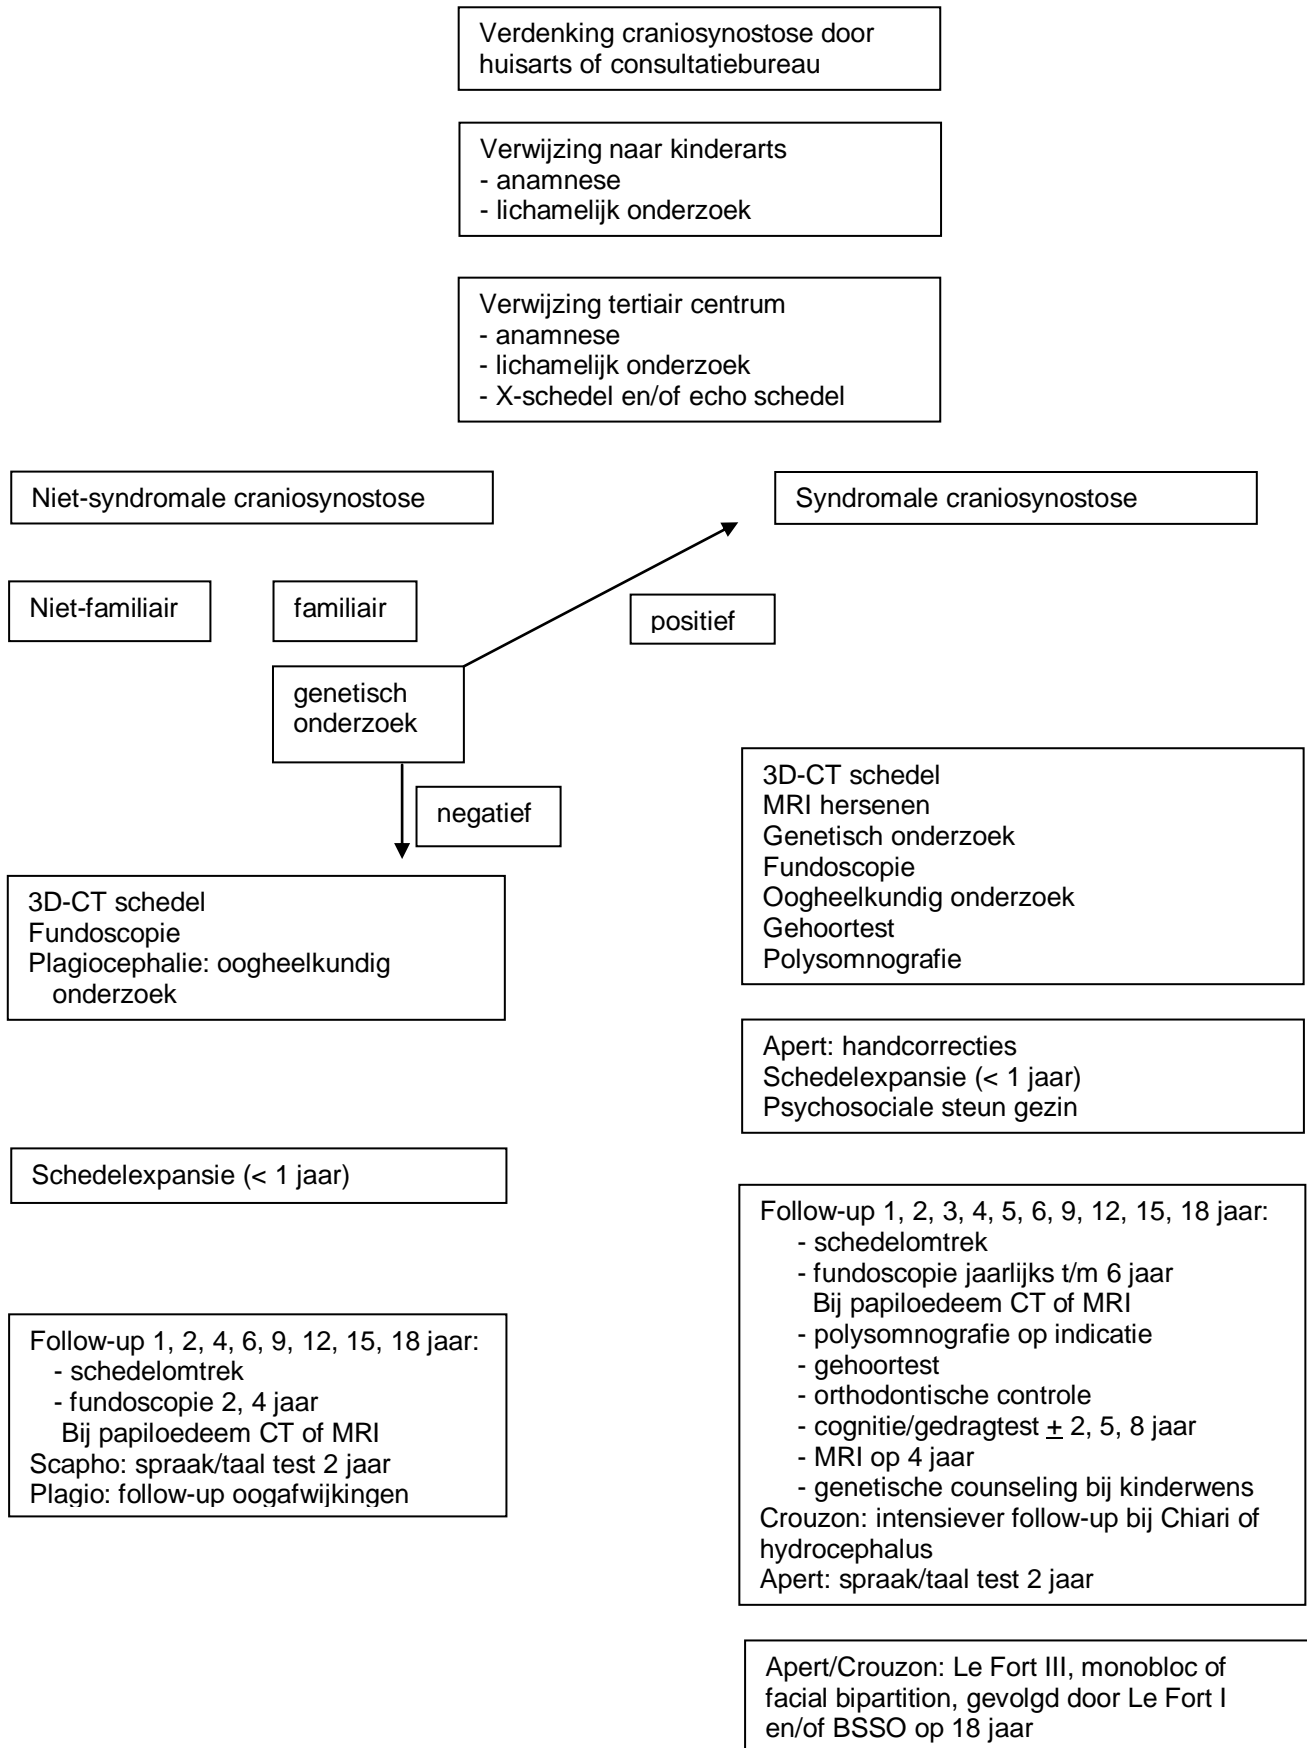 Verdenking craniosynostose door
huisarts of consultatiebureau
Verwijzing naar kinderarts
- anamnese
- lichamelijk onderzoek
Verwijzing tertiair centrum
- anamnese
- lichamelijk onderzoek
- X-schedel en/of echo schedel
Niet-syndromale craniosynostose
Syndromale craniosynostose
Niet-familiair
familiair
positief
genetisch
onderzoek
negatief
3D-CT schedel
Fundoscopie
Plagiocephalie: oogheelkundig
onderzoek
3D-CT schedel
MRI hersenen
Genetisch onderzoek
Fundoscopie
Oogheelkundig onderzoek
Gehoortest
Polysomnografie
Apert: handcorrecties
Schedelexpansie (< 1 jaar)
Psychosociale steun gezin
Schedelexpansie (< 1 jaar)
Follow-up 1, 2, 4, 6, 9, 12, 15, 18 jaar:
- schedelomtrek
- fundoscopie 2, 4 jaar
Bij papiloedeem CT of MRI
Scapho: spraak/taal test 2 jaar
Plagio: follow-up oogafwijkingen
Follow-up 1, 2, 3, 4, 5, 6, 9, 12, 15, 18 jaar:
- schedelomtrek
- fundoscopie jaarlijks t/m 6 jaar
Bij papiloedeem CT of MRI
- polysomnografie op indicatie
- gehoortest
- orthodontische controle
- cognitie/gedragtest ± 2, 5, 8 jaar
- MRI op 4 jaar
- genetische counseling bij kinderwens
Crouzon: intensiever follow-up bij Chiari of
hydrocephalus
Apert: spraak/taal test 2 jaar
Apert/Crouzon: Le Fort III, monobloc of
facial bipartition, gevolgd door Le Fort I
en/of BSSO op 18 jaar